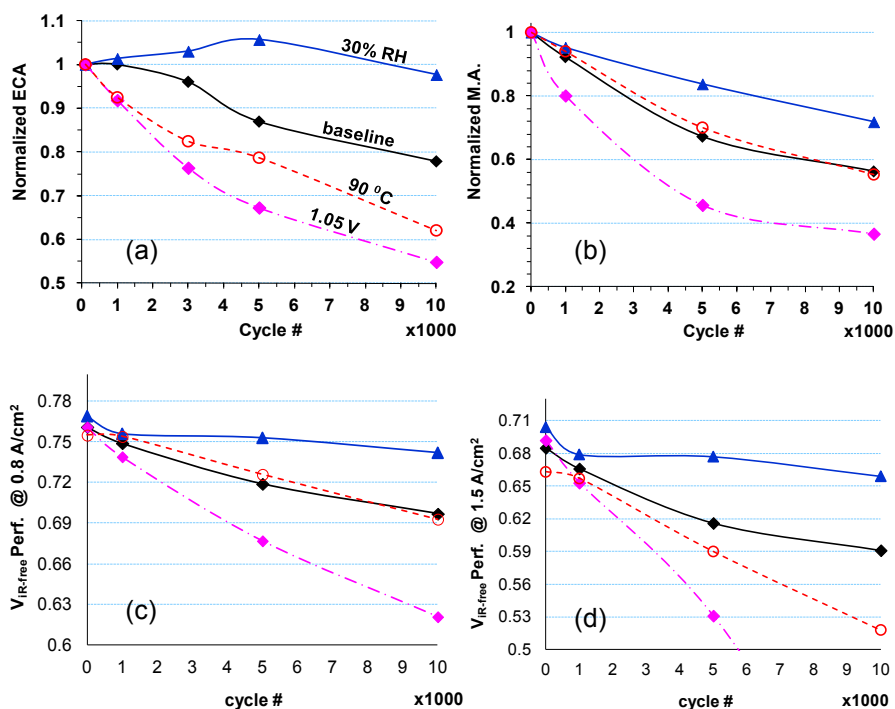 1.1
1
0.9
0.8
0.7
0.6
0.5
Normalized ECA
30% RH
baseline
90 ⁰C
1.05 V
(a)
0 1 2 3 4 5 6 7 8 9 10
Cycle # x1000
1
0.8
0.6
0.4
0.2
Normalized M.A.
(b)
0 1 2 3 4 5 6 7 8 9 10
Cycle # x1000
0.78
0.75
0.72
0.69
0.66
0.63
0.6
V iR-free Perf. @ 0.8 A/cm²
(c)
0 1 2 3 4 5 6 7 8 9 10
cycle # x1000
0.71
0.68
0.65
0.62
0.59
0.56
0.53
0.5
V iR-free Perf. @ 1.5 A/cm²
(d)
0 1 2 3 4 5 6 7 8 9 10
cycle # x1000